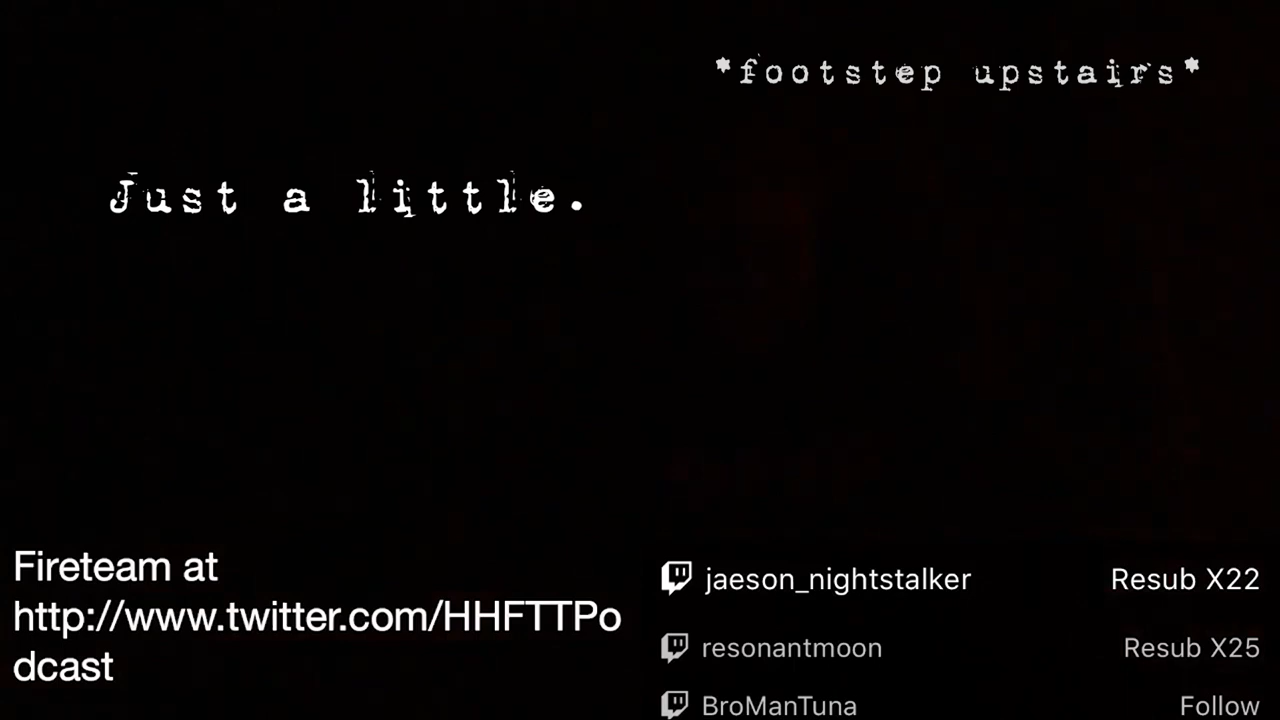 *footstep upstairs*
Just a little.
Fireteam at
http://www.twitter.com/HHFTTPo
dcast
jaeson_nightstalker Resub X22
resonantmoon Resub X25
BroManTuna Follow